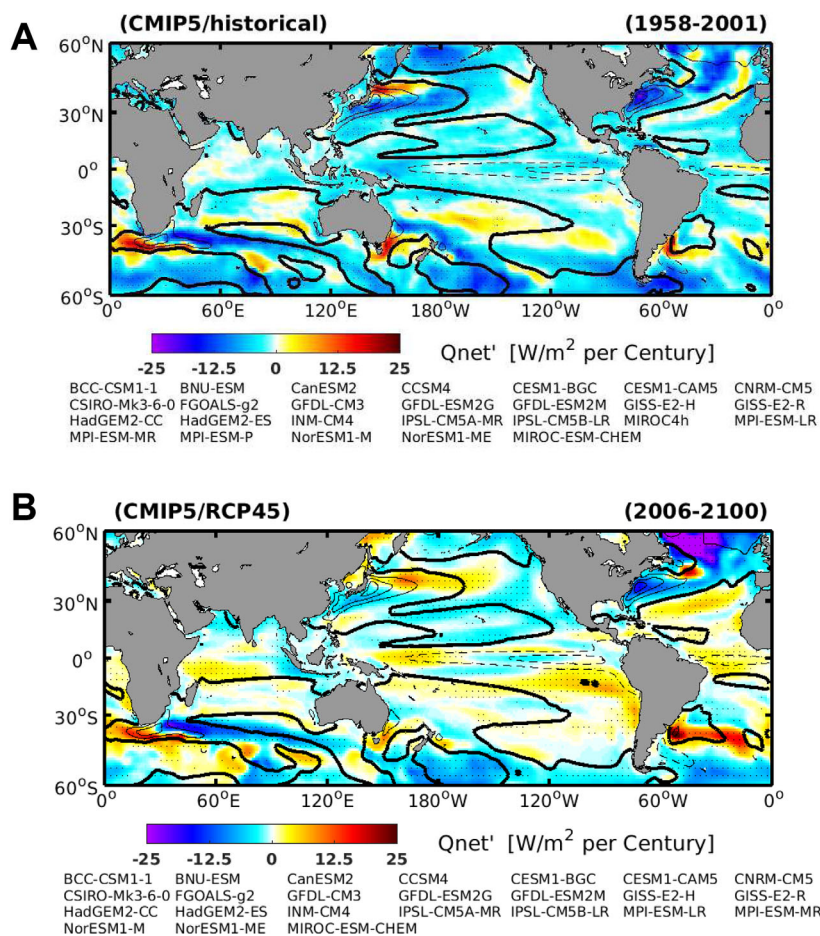 A (CMIP5/historical) (1958-2001)
60°N
30°N
0°
30°S
60°S
0° 60°E 120°E 180°W 120°W 60°W 0°
-25 -12.5 0 12.5 25
Qnet' [W/m² per Century]
BCC-CSM1-1 BNU-ESM CanESM2 CCSM4 CESM1-BGC CESM1-CAM5 CNRM-CM5
CSIRO-Mk3-6-0 FGOALS-g2 GFDL-CM3 GFDL-ESM2G GFDL-ESM2M GISS-E2-H GISS-E2-R
HadGEM2-CC HadGEM2-ES INM-CM4 IPSL-CM5A-MR IPSL-CM5B-LR MIROC4h MPI-ESM-LR
MPI-ESM-MR MPI-ESM-P NorESM1-M NorESM1-ME MIROC-ESM-CHEM
B (CMIP5/RCP45) (2006-2100)
60°N
30°N
0°
30°S
60°S
0° 60°E 120°E 180°W 120°W 60°W 0°
-25 -12.5 0 12.5 25
Qnet' [W/m² per Century]
BCC-CSM1-1 BNU-ESM CanESM2 CCSM4 CESM1-BGC CESM1-CAM5 CNRM-CM5
CSIRO-Mk3-6-0 FGOALS-g2 GFDL-CM3 GFDL-ESM2G GFDL-ESM2M GISS-E2-H GISS-E2-R
HadGEM2-CC HadGEM2-ES INM-CM4 IPSL-CM5A-MR IPSL-CM5B-LR MPI-ESM-LR MPI-ESM-MR
NorESM1-M NorESM1-ME MIROC-ESM-CHEM